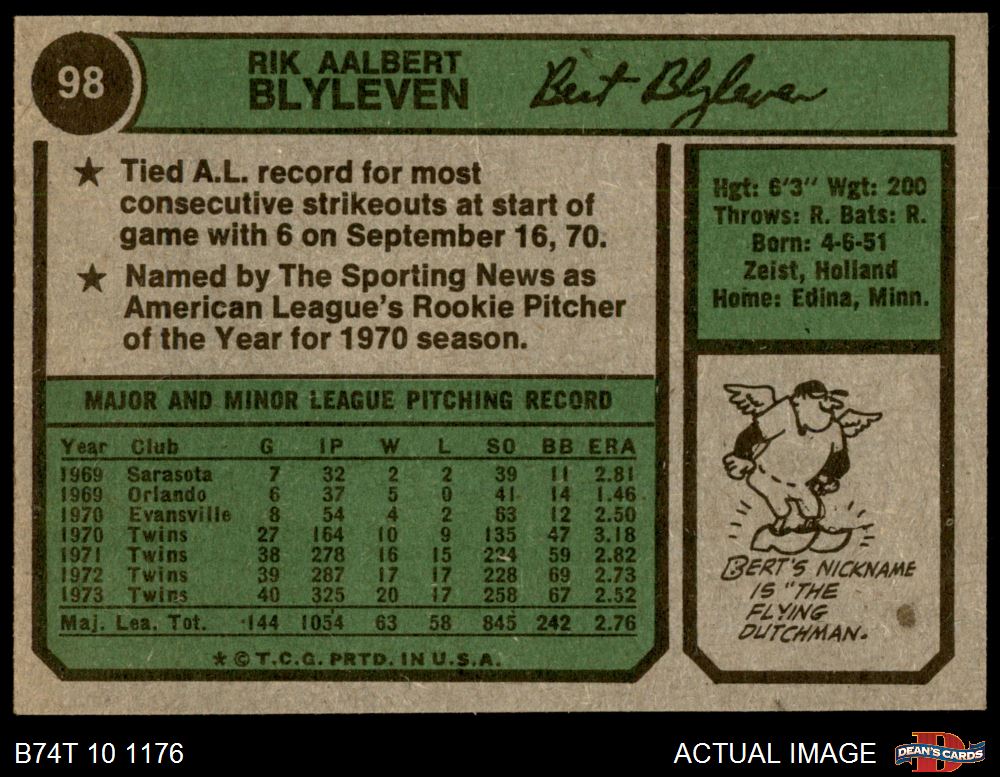 98
RIK AALBERT
BLYLEVEN
Bert Blyleven
★ Tied A.L. record for most
consecutive strikeouts at start of
game with 6 on September 16, 70.
★ Named by The Sporting News as
American League's Rookie Pitcher
of the Year for 1970 season.
Hgt: 6'3" Wgt: 200
Throws: R. Bats: R.
Born: 4-6-51
Zeist, Holland
Home: Edina, Minn.
MAJOR AND MINOR LEAGUE PITCHING RECORD
Year Club G IP W L SO BB ERA
1969 Sarasota 7 32 2 2 39 11 2.81
1969 Orlando 6 37 5 0 41 14 1.46
1970 Evansville 8 54 4 2 63 12 2.50
1970 Twins 27 164 10 9 135 47 3.18
1971 Twins 38 278 16 15 224 59 2.82
1972 Twins 39 287 17 17 228 69 2.73
1973 Twins 40 325 20 17 258 67 2.52
Maj. Lea. Tot. 144 1054 63 58 845 242 2.76
* © T.C.G. PRTD. IN U.S.A.
BERT'S NICKNAME
IS "THE
FLYING
DUTCHMAN.
B74T 10 1176
ACTUAL IMAGE
DEAN'S CARDS